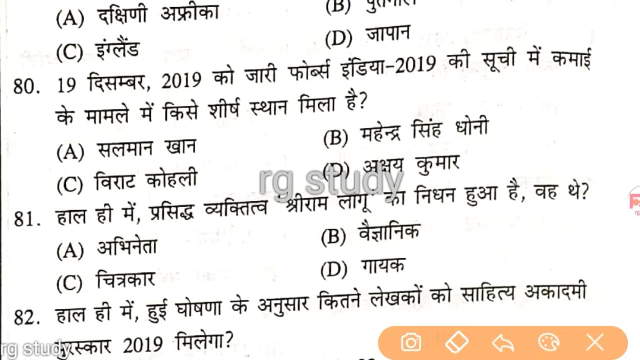 (A) दक्षिणी अफ्रीका
(B)
(C) इंग्लैंड
(D) जापान
80. 19 दिसम्बर, 2019 को जारी फोर्ब्स इंडिया-2019 की सूची में कमाई
के मामले में किसे शीर्ष स्थान मिला है?
(A) सलमान खान
(B) महेन्द्र सिंह धोनी
(C) विराट कोहली
(D) अक्षय कुमार
rg study
81. हाल ही में, प्रसिद्ध व्यक्तित्व श्रीराम लागू का निधन हुआ है, वह थे?
(A) अभिनेता
(B) वैज्ञानिक
(C) चित्रकार
(D) गायक
82. हाल ही में, हुई घोषणा के अनुसार कितने लेखकों को साहित्य अकादमी
पुरस्कार 2019 मिलेगा?
rg study